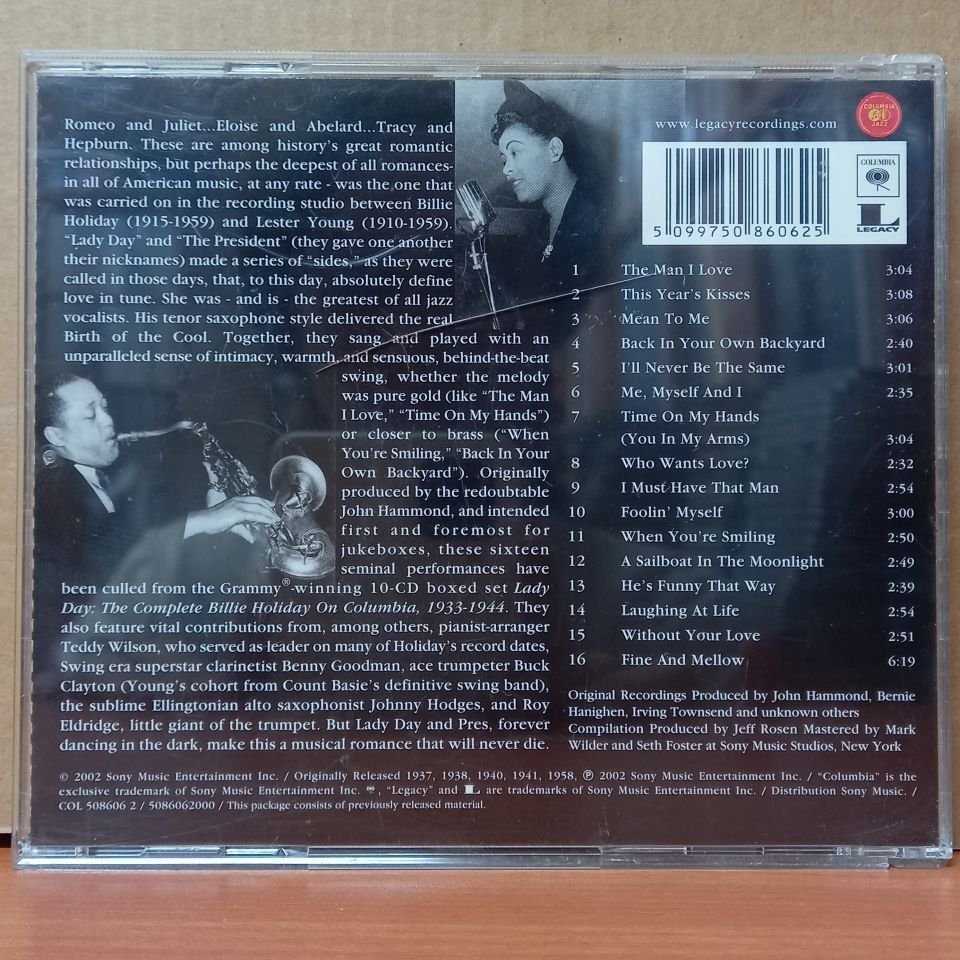 Romeo and Juliet...Eloise and Abelard...Tracy and
Hepburn. These are among history's great romantic
relationships, but perhaps the deepest of all romances-
in all of American music, at any rate - was the one that
was carried on in the recording studio between Billie
Holiday (1915-1959) and Lester Young (1910-1959).
"Lady Day" and "The President" (they gave one another
their nicknames) made a series of "sides," as they were
called in those days, that, to this day, absolutely define
love in tune. She was - and is - the greatest of all jazz
vocalists. His tenor saxophone style delivered the real
Birth of the Cool. Together, they sang and played with an
unparalleled sense of intimacy, warmth, and sensuous, behind-the-beat
swing, whether the melody
was pure gold (like "The Man
I Love," "Time On My Hands")
or closer to brass ("When
You're Smiling," "Back In Your
Own Backyard"). Originally
produced by the redoubtable
John Hammond, and intended
first and foremost for
jukeboxes, these sixteen
seminal performances have
been culled from the Grammy®-winning 10-CD boxed set Lady
Day: The Complete Billie Holiday On Columbia, 1933-1944. They
also feature vital contributions from, among others, pianist-arranger
Teddy Wilson, who served as leader on many of Holiday's record dates,
Swing era superstar clarinetist Benny Goodman, ace trumpeter Buck
Clayton (Young's cohort from Count Basie's definitive swing band),
the sublime Ellingtonian alto saxophonist Johnny Hodges, and Roy
Eldridge, little giant of the trumpet. But Lady Day and Pres, forever
dancing in the dark, make this a musical romance that will never die.
www.legacyrecordings.com
COLUMBIA
JAZZ
COLUMBIA
LEGACY
5 099750 860625
1 The Man I Love 3:04
2 This Year's Kisses 3:08
3 Mean To Me 3:06
4 Back In Your Own Backyard 2:40
5 I'll Never Be The Same 3:01
6 Me, Myself And I 2:35
7 Time On My Hands
(You In My Arms) 3:04
8 Who Wants Love? 2:32
9 I Must Have That Man 2:54
10 Foolin' Myself 3:00
11 When You're Smiling 2:50
12 A Sailboat In The Moonlight 2:49
13 He's Funny That Way 2:39
14 Laughing At Life 2:54
15 Without Your Love 2:51
16 Fine And Mellow 6:19
Original Recordings Produced by John Hammond, Bernie
Hanighen, Irving Townsend and unknown others
Compilation Produced by Jeff Rosen Mastered by Mark
Wilder and Seth Foster at Sony Music Studios, New York
© 2002 Sony Music Entertainment Inc. / Originally Released 1937, 1938, 1940, 1941, 1958, ℗ 2002 Sony Music Entertainment Inc. / "Columbia" is the
exclusive trademark of Sony Music Entertainment Inc. , "Legacy" and L are trademarks of Sony Music Entertainment Inc. / Distribution Sony Music. /
COL 508606 2 / 5086062000 / This package consists of previously released material.